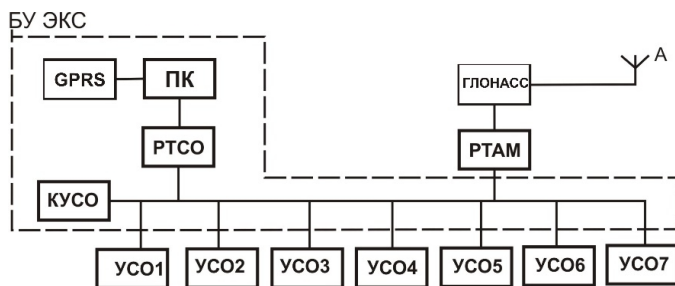 БУ ЭКС
GPRS
ПК
ГЛОНАСС
А
РТСО
РТАМ
КУСО
УСО1
УСО2
УСО3
УСО4
УСО5
УСО6
УСО7